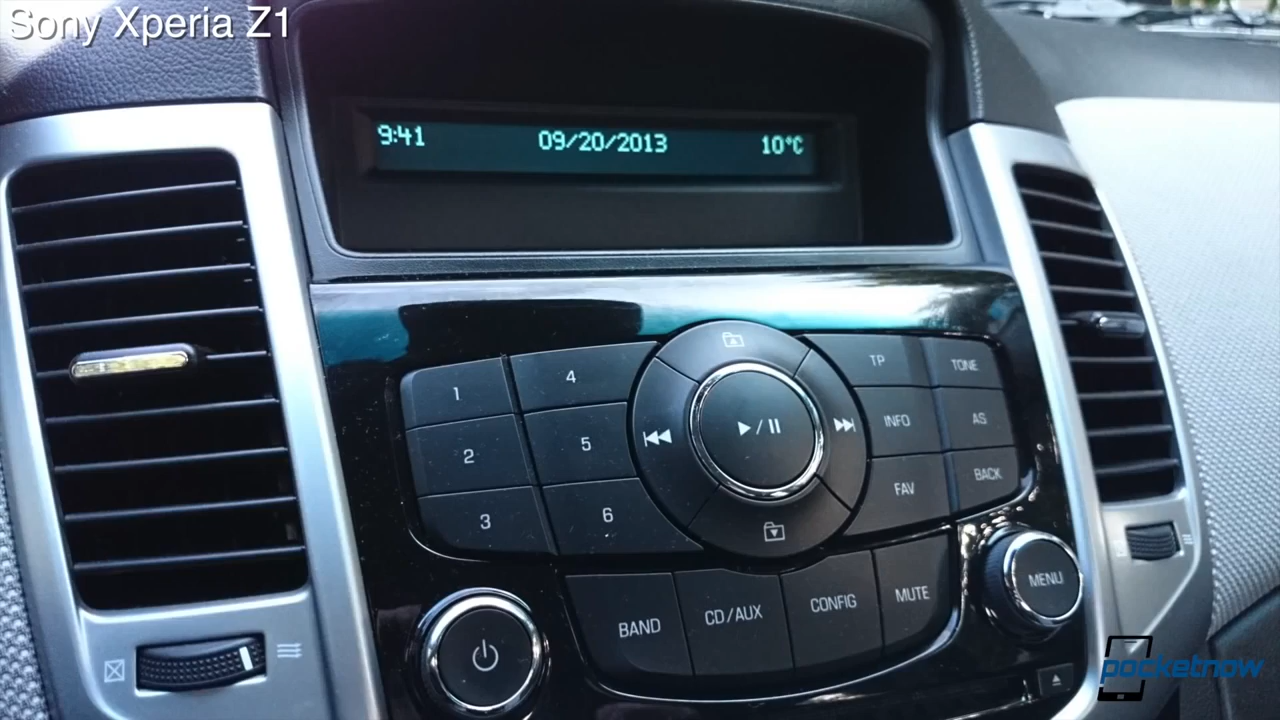 Sony Xperia Z1
9:41 09/20/2013 10°C
1 4 TP TONE
2 5 INFO AS
3 6 FAV BACK
BAND CD/AUX CONFIG MUTE MENU
pocketnow